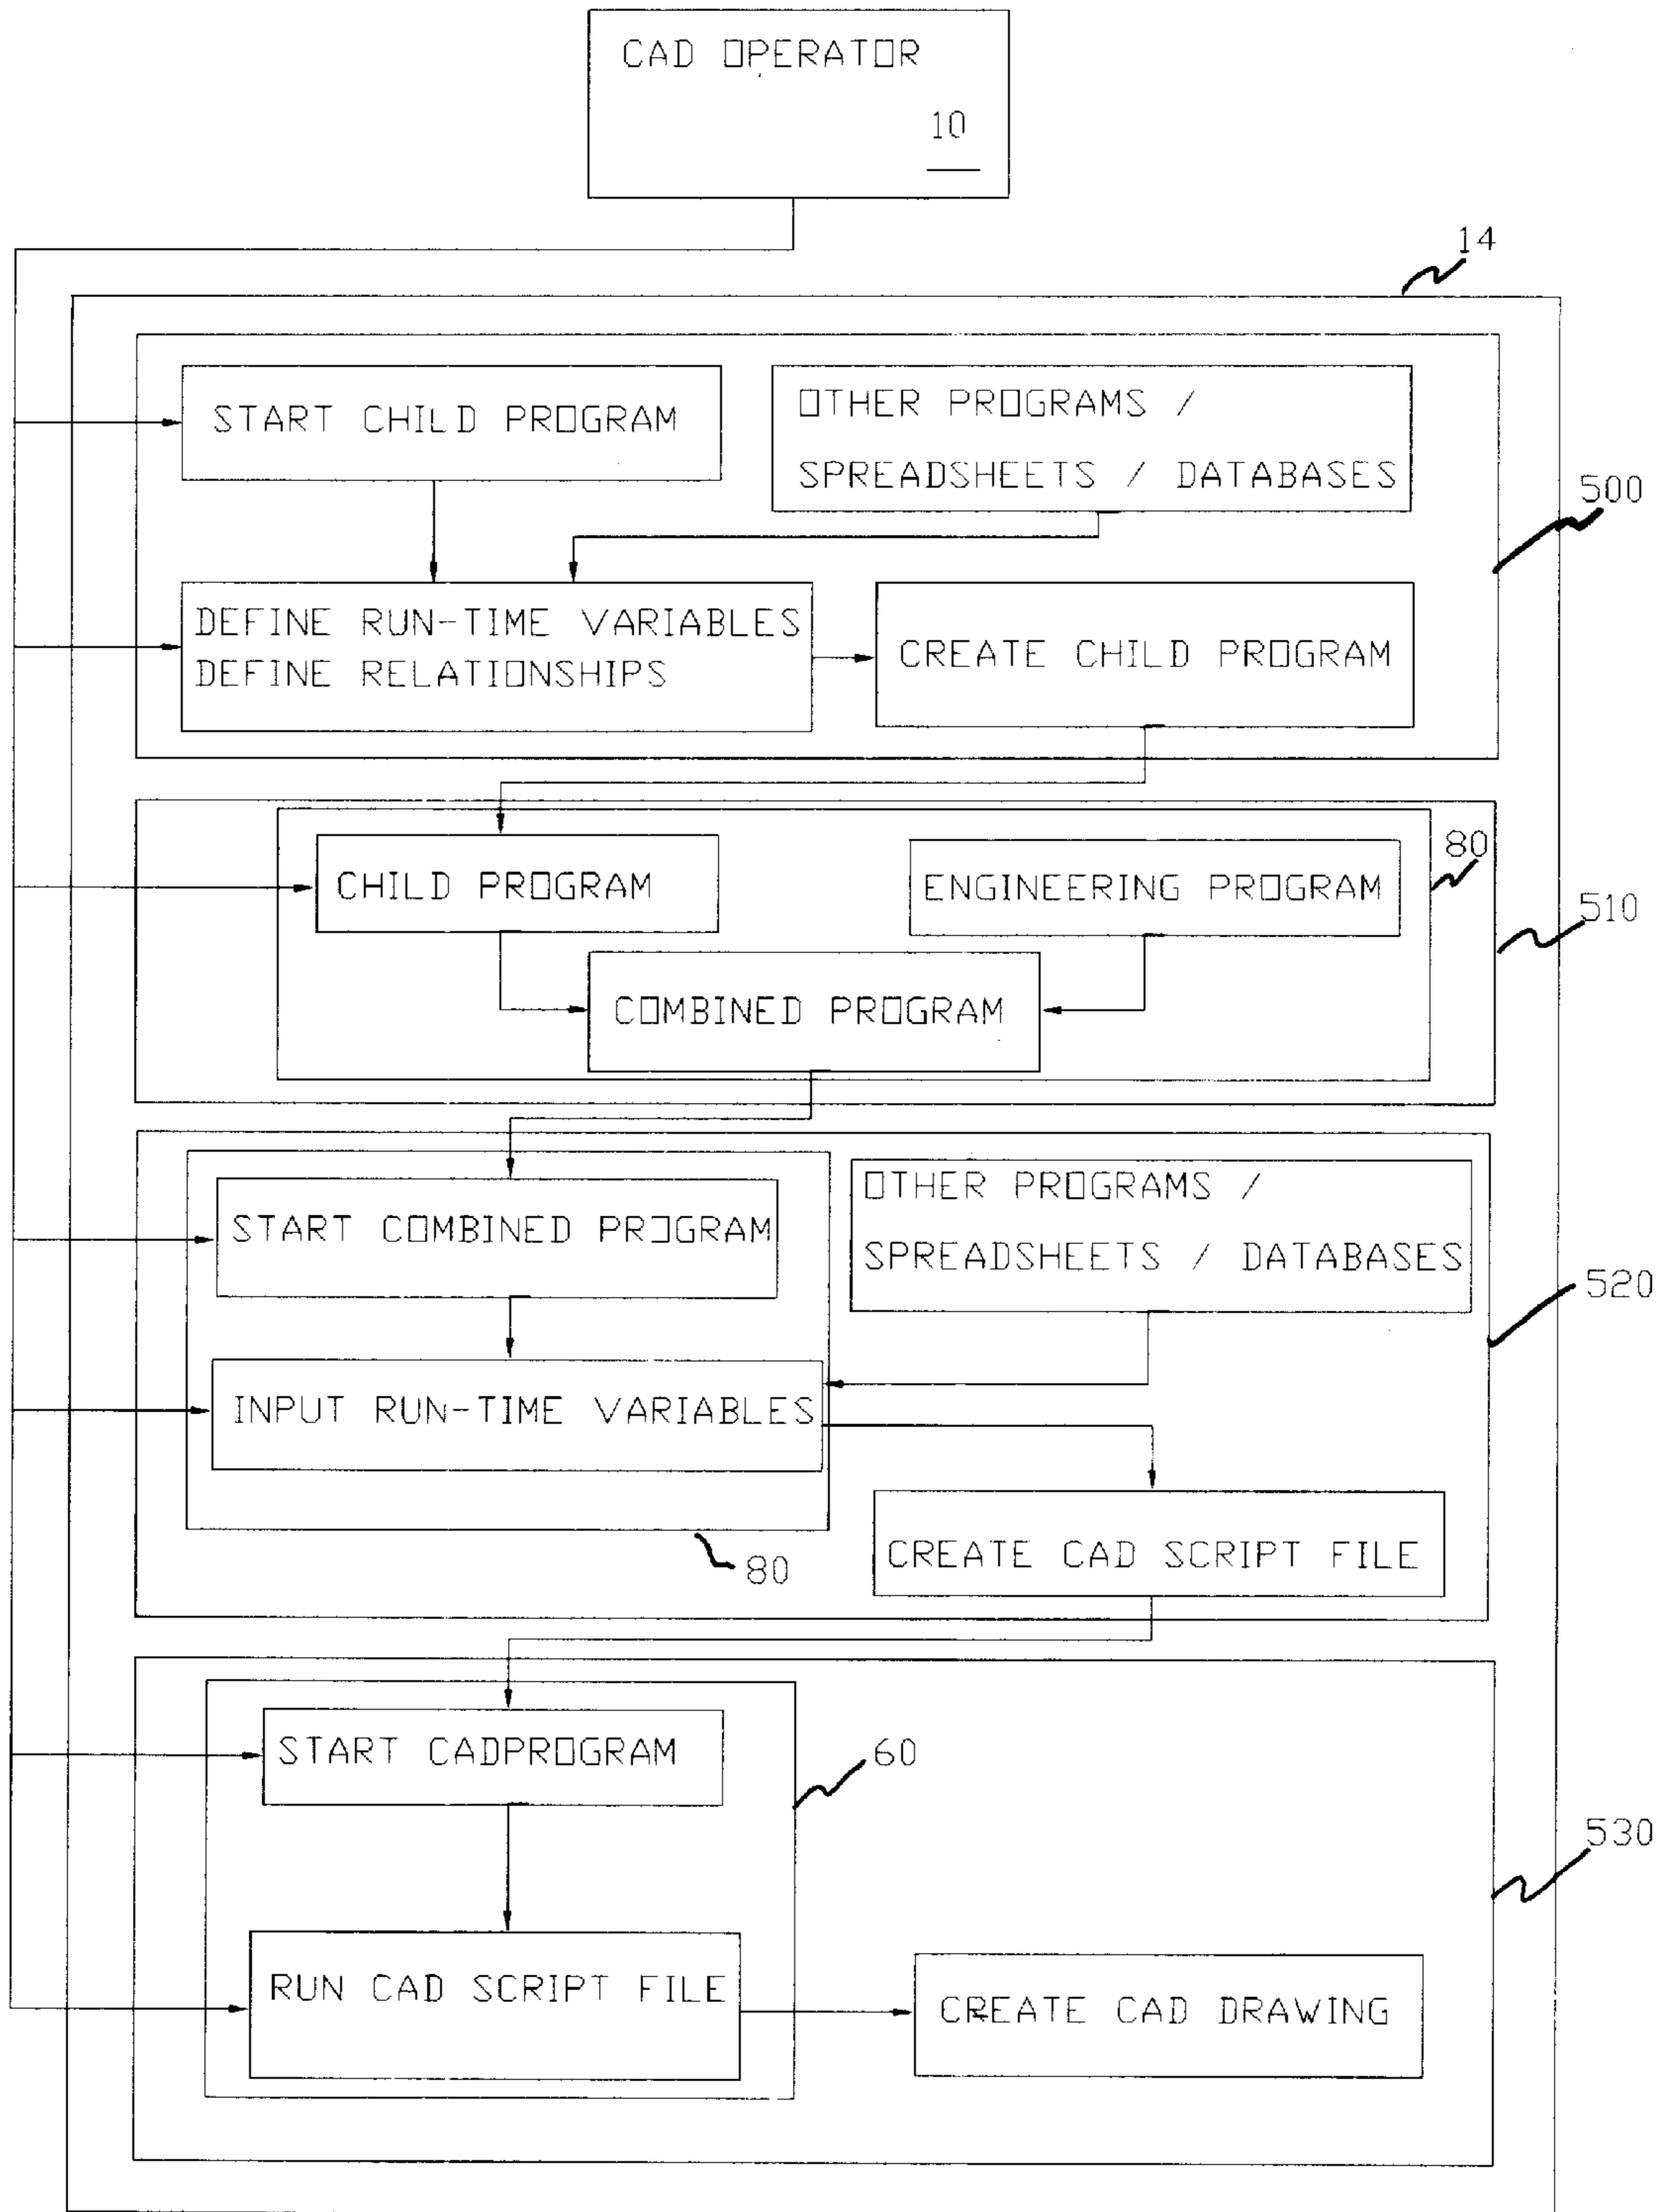 CAD OPERATOR
10
14
START CHILD PROGRAM
OTHER PROGRAMS /
SPREADSHEETS / DATABASES
500
DEFINE RUN-TIME VARIABLES
DEFINE RELATIONSHIPS
CREATE CHILD PROGRAM
80
CHILD PROGRAM
ENGINEERING PROGRAM
510
COMBINED PROGRAM
OTHER PROGRAMS /
START COMBINED PROGRAM
SPREADSHEETS / DATABASES
520
INPUT RUN-TIME VARIABLES
80
CREATE CAD SCRIPT FILE
START CADPROGRAM
60
530
RUN CAD SCRIPT FILE
CREATE CAD DRAWING